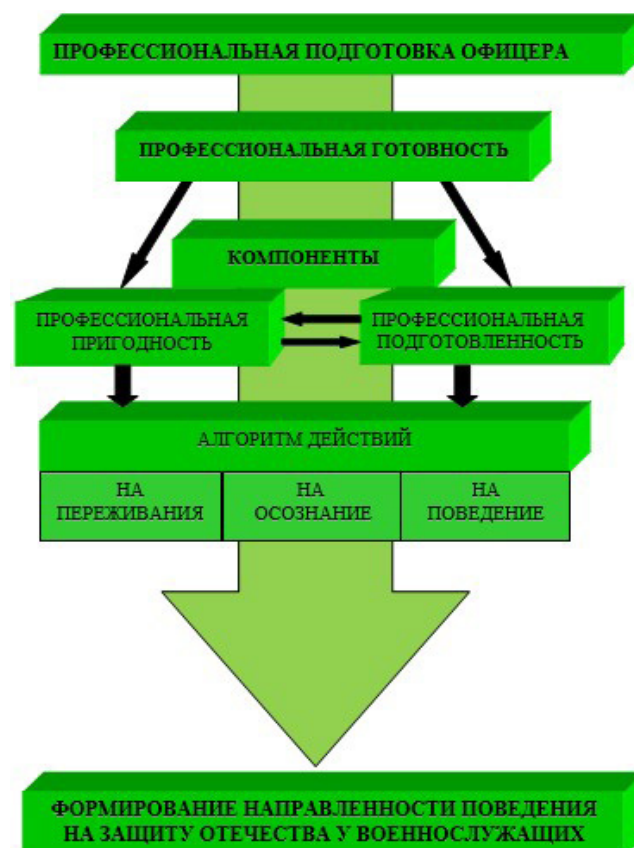 ПРОФЕССИОНАЛЬНАЯ ПОДГОТОВКА ОФИЦЕРА
ПРОФЕССИОНАЛЬНАЯ ГОТОВНОСТЬ
КОМПОНЕНТЫ
ПРОФЕССИОНАЛЬНАЯ
ПРИГОДНОСТЬ
ПРОФЕССИОНАЛЬНАЯ
ПОДГОТОВЛЕННОСТЬ
АЛГОРИТМ ДЕЙСТВИЙ
НА
ПЕРЕЖИВАНИЯ
НА
ОСОЗНАНИЕ
НА
ПОВЕДЕНИЕ
ФОРМИРОВАНИЕ НАПРАВЛЕННОСТИ ПОВЕДЕНИЯ
НА ЗАЩИТУ ОТЕЧЕСТВА У ВОЕННОСЛУЖАЩИХ